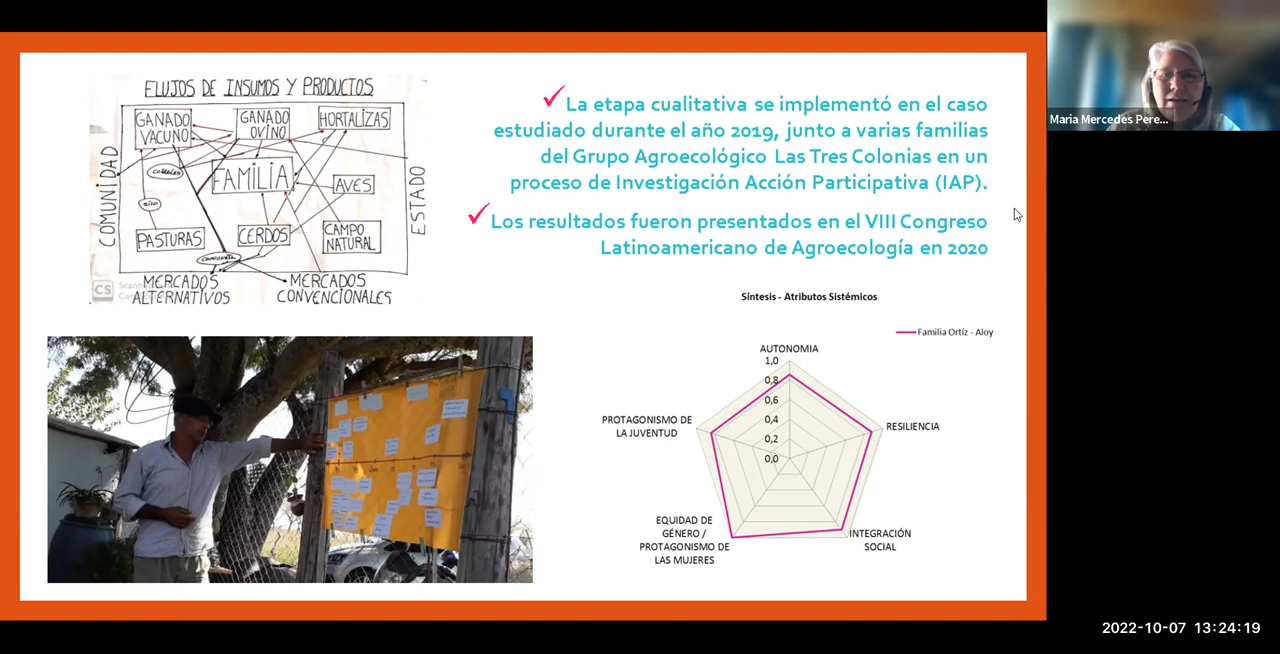 FLUJOS DE INSUMOS Y PRODUCTOS
GANADO
VACUNO
GANADO
OVINO
HORTALIZAS
COMUNIDAD
FAMILIA
AVES
ESTADO
PASTURAS
CERDOS
CAMPO
NATURAL
MERCADOS
ALTERNATIVOS
MERCADOS
CONVENCIONALES
CS
La etapa cualitativa se implementó en el caso
estudiado durante el año 2019, junto a varias familias
del Grupo Agroecológico Las Tres Colonias en un
proceso de Investigación Acción Participativa (IAP).
Los resultados fueron presentados en el VIII Congreso
Latinoamericano de Agroecología en 2020
Síntesis - Atributos Sistémicos
Familia Ortíz - Aloy
AUTONOMIA
1,0
0,8
0,6
0,4
0,2
0,0
PROTAGONISMO DE
LA JUVENTUD
RESILIENCIA
EQUIDAD DE
GÉNERO /
PROTAGONISMO DE
LAS MUJERES
INTEGRACIÓN
SOCIAL
Maria Mercedes Pere...
2022-10-07 13:24:19